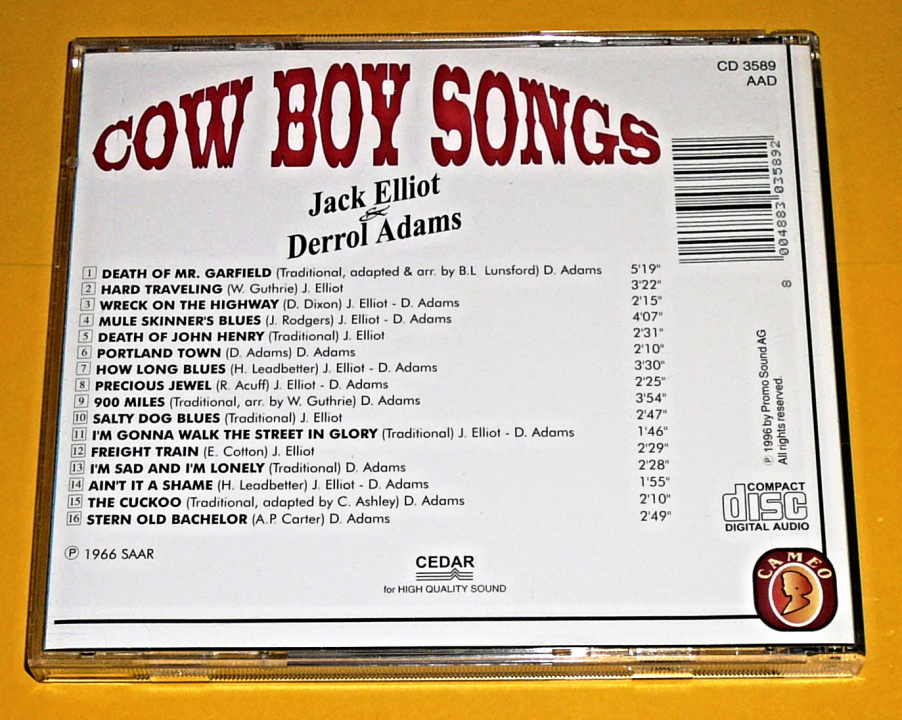 COW BOY SONGS
CD 3589
AAD
Jack Elliot
&
Derrol Adams
0 04883 03589 2
8
1 DEATH OF MR. GARFIELD (Traditional, adapted & arr. by B.L Lunsford) D. Adams 5'19"
2 HARD TRAVELING (W. Guthrie) J. Elliot 3'22"
3 WRECK ON THE HIGHWAY (D. Dixon) J. Elliot - D. Adams 2'15"
4 MULE SKINNER'S BLUES (J. Rodgers) J. Elliot - D. Adams 4'07"
5 DEATH OF JOHN HENRY (Traditional) J. Elliot 2'31"
6 PORTLAND TOWN (D. Adams) D. Adams 2'10"
7 HOW LONG BLUES (H. Leadbetter) J. Elliot - D. Adams 3'30"
8 PRECIOUS JEWEL (R. Acuff) J. Elliot - D. Adams 2'25"
9 900 MILES (Traditional, arr. by W. Guthrie) D. Adams 3'54"
10 SALTY DOG BLUES (Traditional) J. Elliot 2'47"
11 I'M GONNA WALK THE STREET IN GLORY (Traditional) J. Elliot - D. Adams 1'46"
12 FREIGHT TRAIN (E. Cotton) J. Elliot 2'29"
13 I'M SAD AND I'M LONELY (Traditional) D. Adams 2'28"
14 AIN'T IT A SHAME (H. Leadbetter) J. Elliot - D. Adams 1'55"
15 THE CUCKOO (Traditional, adapted by C. Ashley) D. Adams 2'10"
16 STERN OLD BACHELOR (A.P. Carter) D. Adams 2'49"
℗ 1996 by Promo Sound AG
All rights reserved.
COMPACT
disc
DIGITAL AUDIO
℗ 1966 SAAR
CEDAR
for HIGH QUALITY SOUND
CAMEO